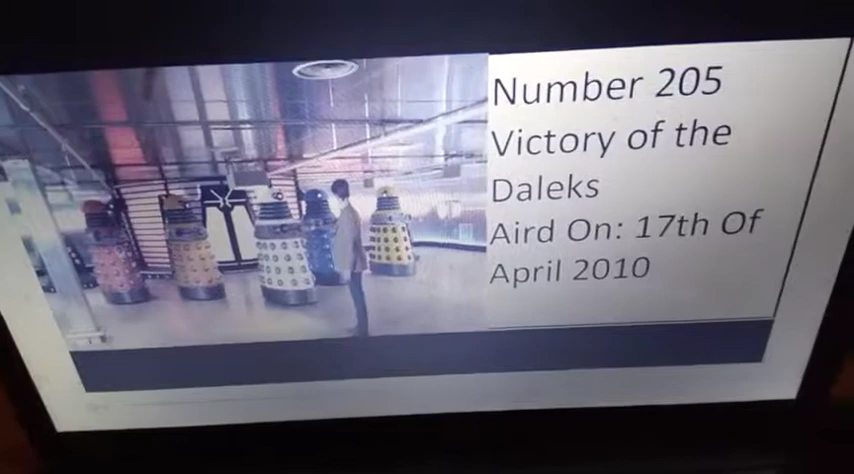 Number 205
Victory of the
Daleks
Aird On: 17th Of
April 2010